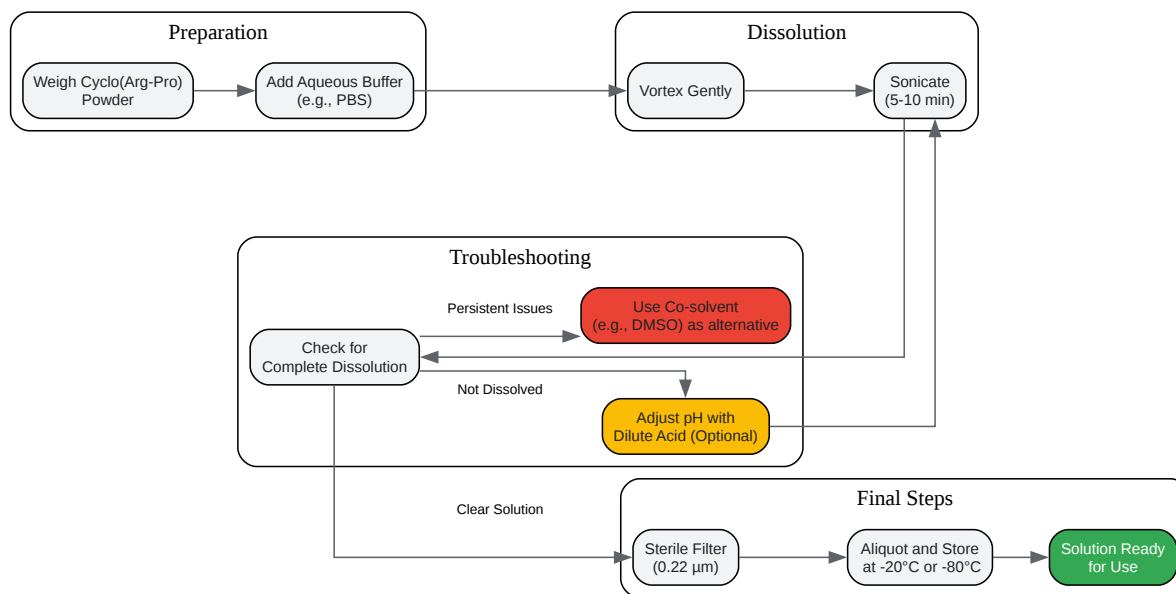 Preparation
Weigh Cyclo(Arg-Pro)
Powder
Add Aqueous Buffer
(e.g., PBS)
Dissolution
Vortex Gently
Sonicate
(5-10 min)
Troubleshooting
Persistent Issues
Use Co-solvent
(e.g., DMSO) as alternative
Check for
Complete Dissolution
Not Dissolved
Adjust pH with
Dilute Acid (Optional)
Clear Solution
Final Steps
Sterile Filter
(0.22 µm)
Aliquot and Store
at -20°C or -80°C
Solution Ready
for Use